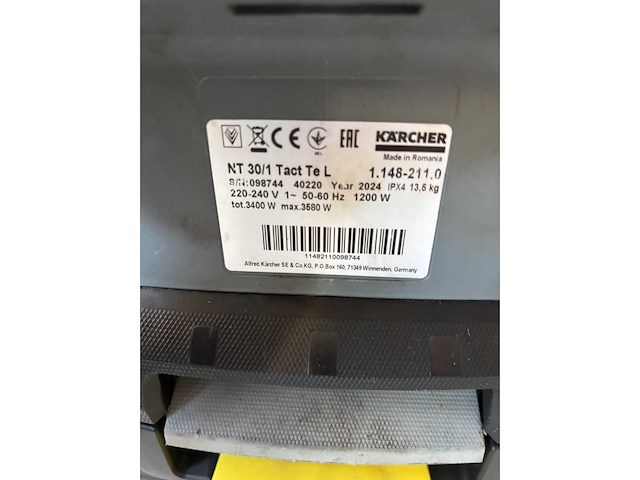 EAC KÄRCHER
Made in Romania
NT 30/1 Tact Te L 1.148-211.0
S/N:098744 40220 Year 2024 IPX4 13,5 kg
220-240 V 1~ 50-60 Hz 1200 W
tot.3400 W max.3580 W
11482110098744
Alfred Kärcher SE & Co.KG, P.O.Box 160, 71349 Winnenden, Germany